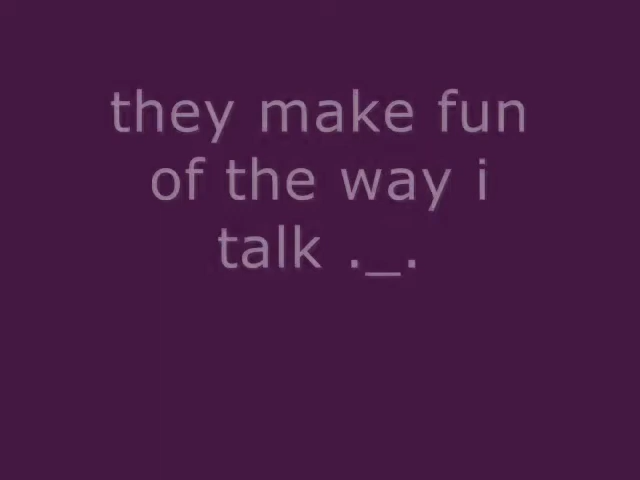 they make fun
of the way i
talk ._.